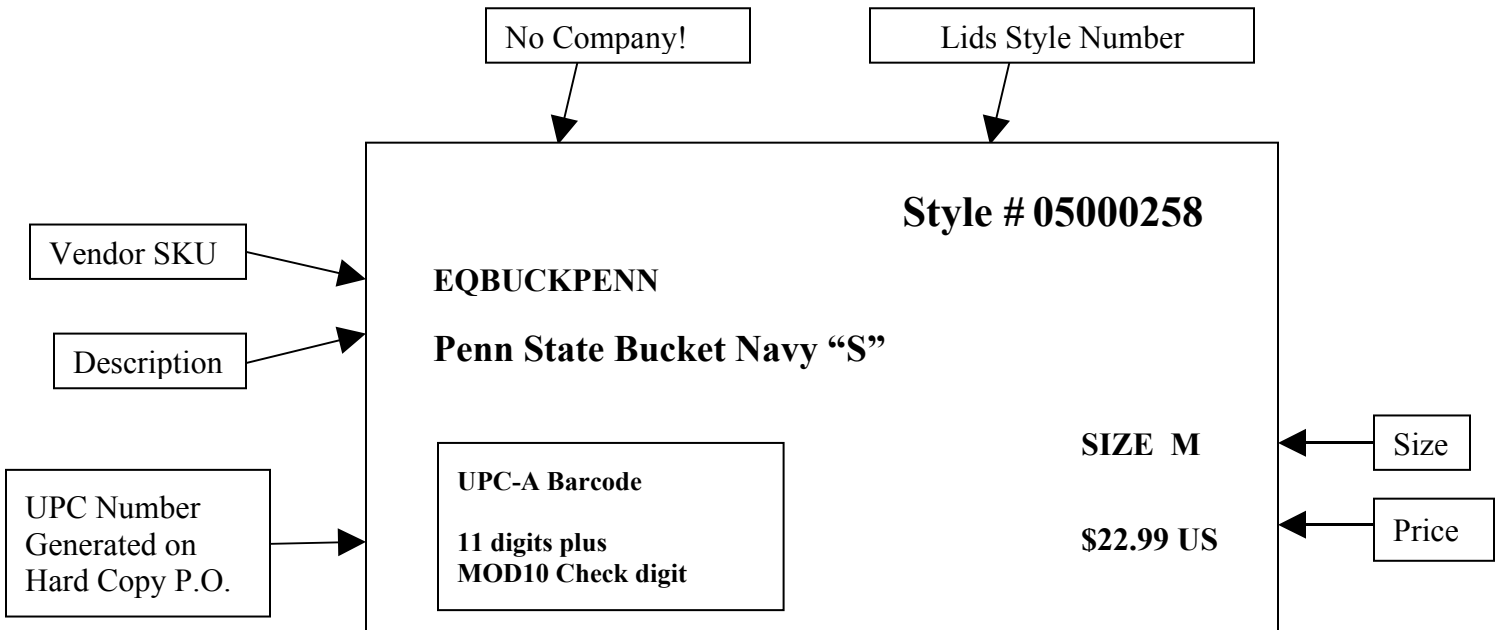 No Company!
Lids Style Number
Style # 05000258
Vendor SKU
EQBUCKPENN
Description
Penn State Bucket Navy “S”
SIZE M
Size
UPC Number
Generated on
Hard Copy P.O.
UPC-A Barcode
11 digits plus
MOD10 Check digit
$22.99 US
Price